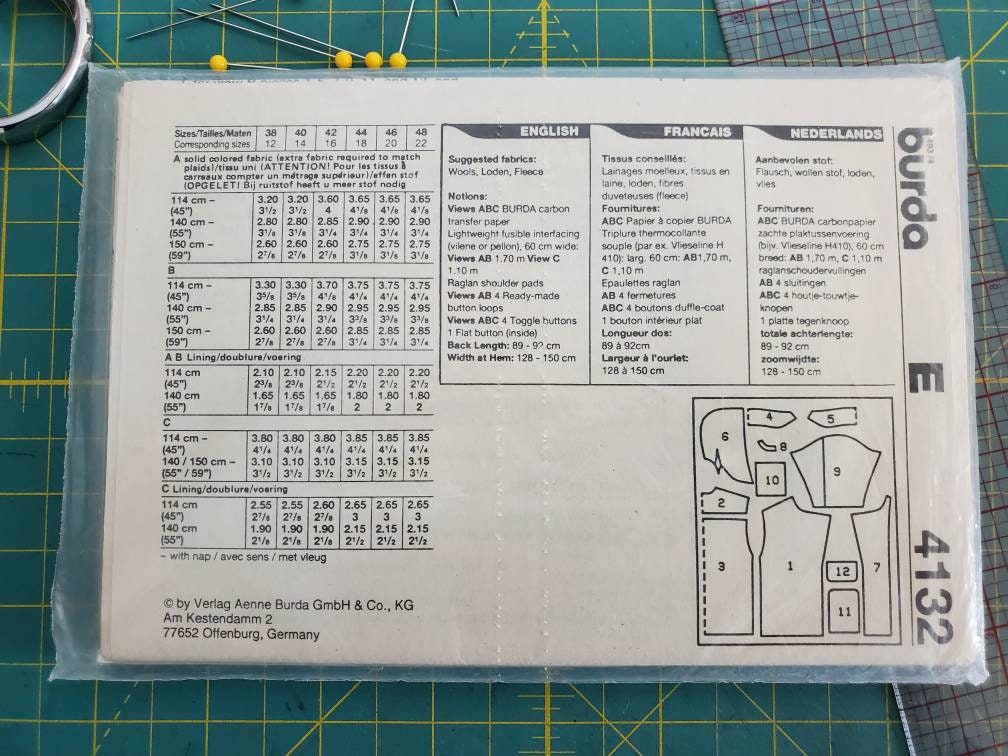 Sizes/Tailles/Maten 38 40 42 44 46 48
Corresponding sizes 12 14 16 18 20 22
A solid colored fabric (extra fabric required to match
plaids)/tissu uni (ATTENTION! Pour les tissus à
carreaux compter un métrage supérieur)/effen stof
(OPGELET! Bij ruitstof heeft u meer stof nodig
114 cm – 3.20 3.20 3.60 3.65 3.65 3.65
(45") 3½ 3½ 4 4⅛ 4⅛ 4⅛
140 cm – 2.80 2.80 2.85 2.90 2.90 2.90
(55") 3⅛ 3⅛ 3¼ 3¼ 3¼ 3¼
150 cm – 2.60 2.60 2.60 2.75 2.75 2.75
(59") 2⅞ 2⅞ 2⅞ 3⅛ 3⅛ 3⅛
B
114 cm – 3.30 3.30 3.70 3.75 3.75 3.75
(45") 3⅝ 3⅝ 4⅛ 4¼ 4¼ 4¼
140 cm – 2.85 2.85 2.90 2.95 2.95 2.95
(55") 3¼ 3¼ 3¼ 3⅜ 3⅜ 3⅜
150 cm – 2.60 2.60 2.60 2.85 2.85 2.85
(59") 2⅞ 2⅞ 2⅞ 3¼ 3¼ 3¼
A B Lining/doublure/voering
114 cm 2.10 2.10 2.15 2.20 2.20 2.20
(45") 2⅜ 2⅜ 2½ 2½ 2½ 2½
140 cm 1.65 1.65 1.65 1.80 1.80 1.80
(55") 1⅞ 1⅞ 1⅞ 2 2 2
C
114 cm – 3.80 3.80 3.80 3.85 3.85 3.85
(45") 4¼ 4¼ 4¼ 4¼ 4¼ 4¼
140 / 150 cm – 3.10 3.10 3.10 3.15 3.15 3.15
(55" / 59") 3½ 3½ 3½ 3½ 3½ 3½
C Lining/doublure/voering
114 cm 2.55 2.55 2.60 2.65 2.65 2.65
(45") 2⅞ 2⅞ 2⅞ 3 3 3
140 cm 1.90 1.90 1.90 2.15 2.15 2.15
(55") 2⅛ 2⅛ 2⅛ 2½ 2½ 2½
– with nap / avec sens / met vleug
© by Verlag Aenne Burda GmbH & Co., KG
Am Kestendamm 2
77652 Offenburg, Germany
ENGLISH
Suggested fabrics:
Wools, Loden, Fleece
Notions:
Views ABC BURDA carbon
transfer paper
Lightweight fusible interfacing
(vilene or pellon), 60 cm wide:
Views AB 1,70 m View C
1.10 m
Raglan shoulder pads
Views AB 4 Ready-made
button loops
Views ABC 4 Toggle buttons
1 Flat button (inside)
Back Length: 89 - 92 cm
Width at Hem: 128 - 150 cm
FRANCAIS
Tissus conseillés:
Lainages moelleux, tissus en
laine, loden, fibres
duveteuses (fleece)
Fournitures:
ABC Papier à copier BURDA
Triplure thermocollante
souple (par ex. Vlieseline H
410): larg. 60 cm: AB1,70 m,
C 1,10 m
Epaulettes raglan
AB 4 fermetures
ABC 4 boutons duffle-coat
1 bouton intérieur plat
Longueur dos:
89 à 92cm
Largeur à l'ourlet:
128 à 150 cm
NEDERLANDS
Aanbevolen stof:
Flausch, wollen stof, loden,
vlies
Fournituren:
ABC BURDA carbonpapier
zachte plaktussenvoering
(bijv. Vlieseline H410), 60 cm
breed: AB 1,70 m, C 1,10 m
raglanschoudervullingen
AB 4 sluitingen
ABC 4 houtje-touwtje-
knopen
1 platte tegenknoop
totale achterlengte:
89 - 92 cm
zoomwijdte:
128 - 150 cm
4 5
6 8
9
10
2
3 1 12 7
11
burda
E
4132